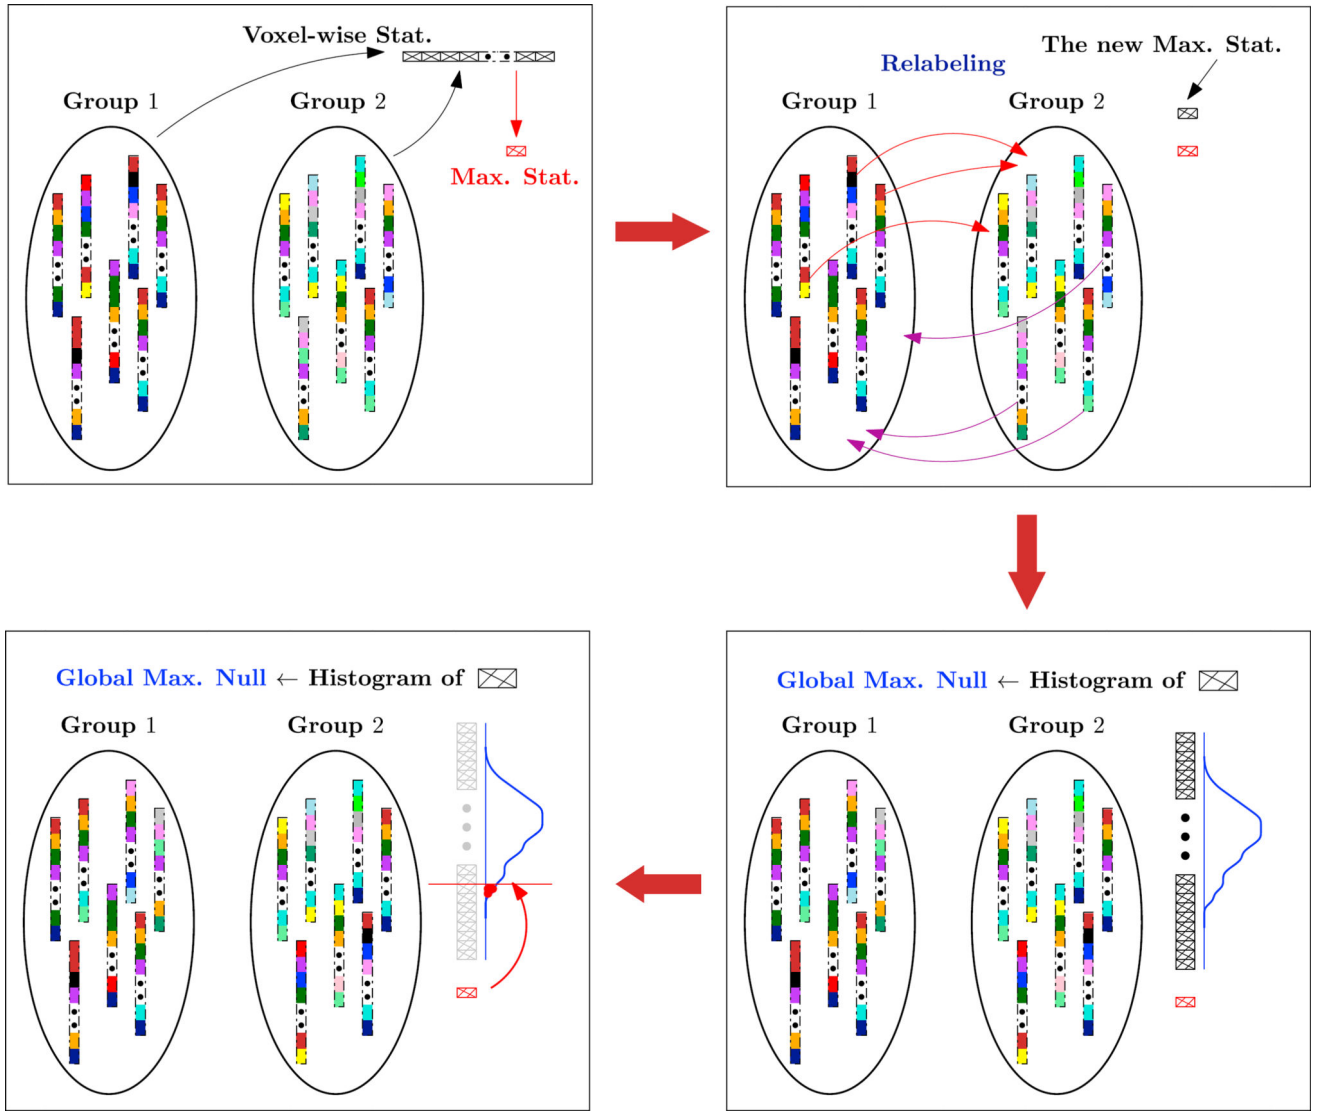 Voxel-wise Stat.
Group 1
Group 2
Max. Stat.
The new Max. Stat.
Relabeling
Group 1
Group 2
Global Max. Null ← Histogram of
Group 1
Group 2
Global Max. Null ← Histogram of
Group 1
Group 2